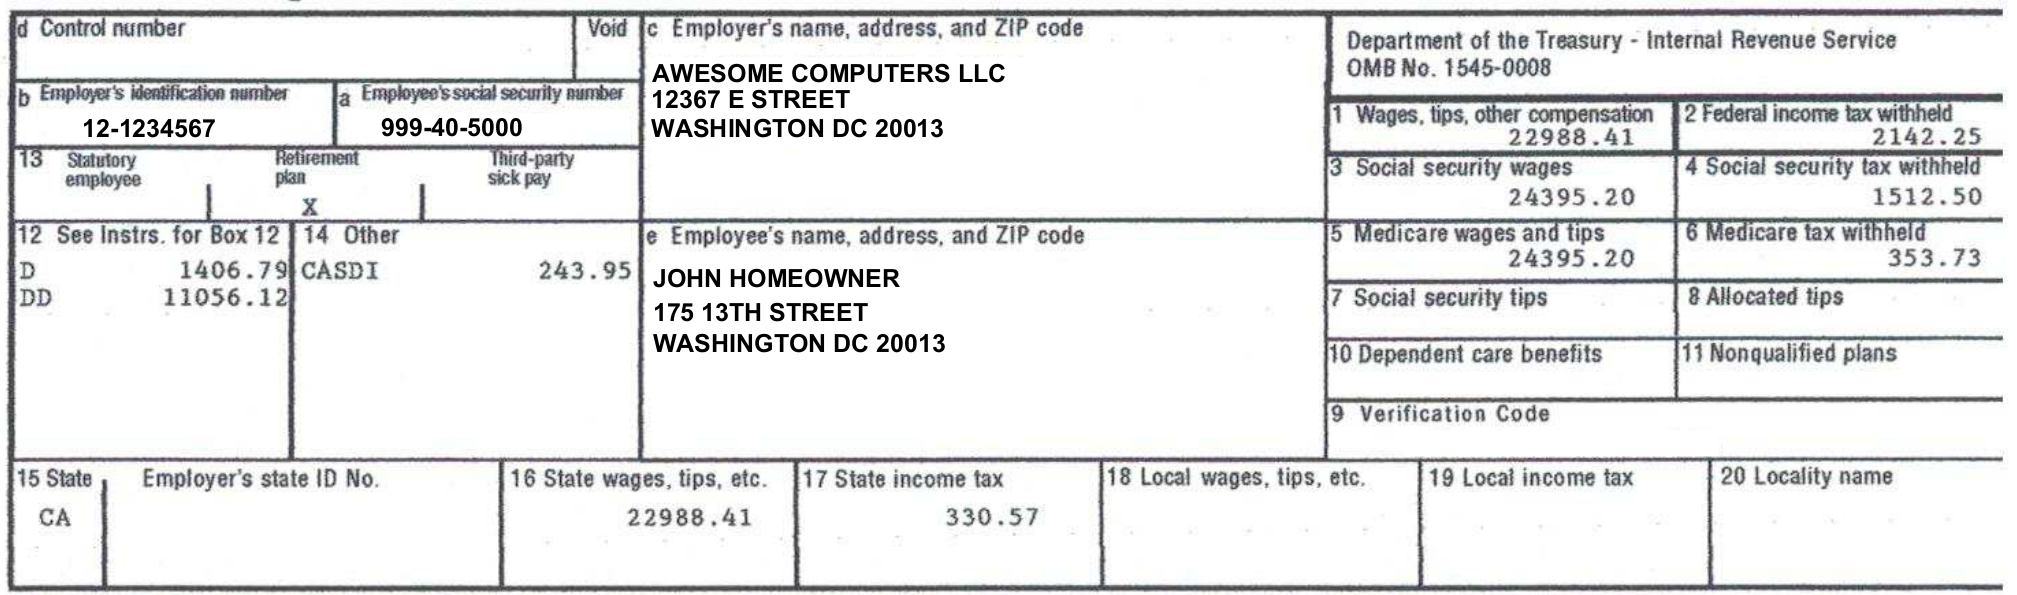 d Control number
Void
c Employer's name, address, and ZIP code
AWESOME COMPUTERS LLC
12367 E STREET
WASHINGTON DC 20013
Department of the Treasury - Internal Revenue Service
OMB No. 1545-0008
b Employer's identification number
12-1234567
a Employee's social security number
999-40-5000
1 Wages, tips, other compensation
22988.41
2 Federal income tax withheld
2142.25
13 Statutory employee
Retirement plan
X
Third-party sick pay
3 Social security wages
24395.20
4 Social security tax withheld
1512.50
12 See Instrs. for Box 12
D 1406.79
DD 11056.12
14 Other
CASDI 243.95
e Employee's name, address, and ZIP code
JOHN HOMEOWNER
175 13TH STREET
WASHINGTON DC 20013
5 Medicare wages and tips
24395.20
6 Medicare tax withheld
353.73
7 Social security tips
8 Allocated tips
10 Dependent care benefits
11 Nonqualified plans
9 Verification Code
15 State
CA
Employer's state ID No.
16 State wages, tips, etc.
22988.41
17 State income tax
330.57
18 Local wages, tips, etc.
19 Local income tax
20 Locality name